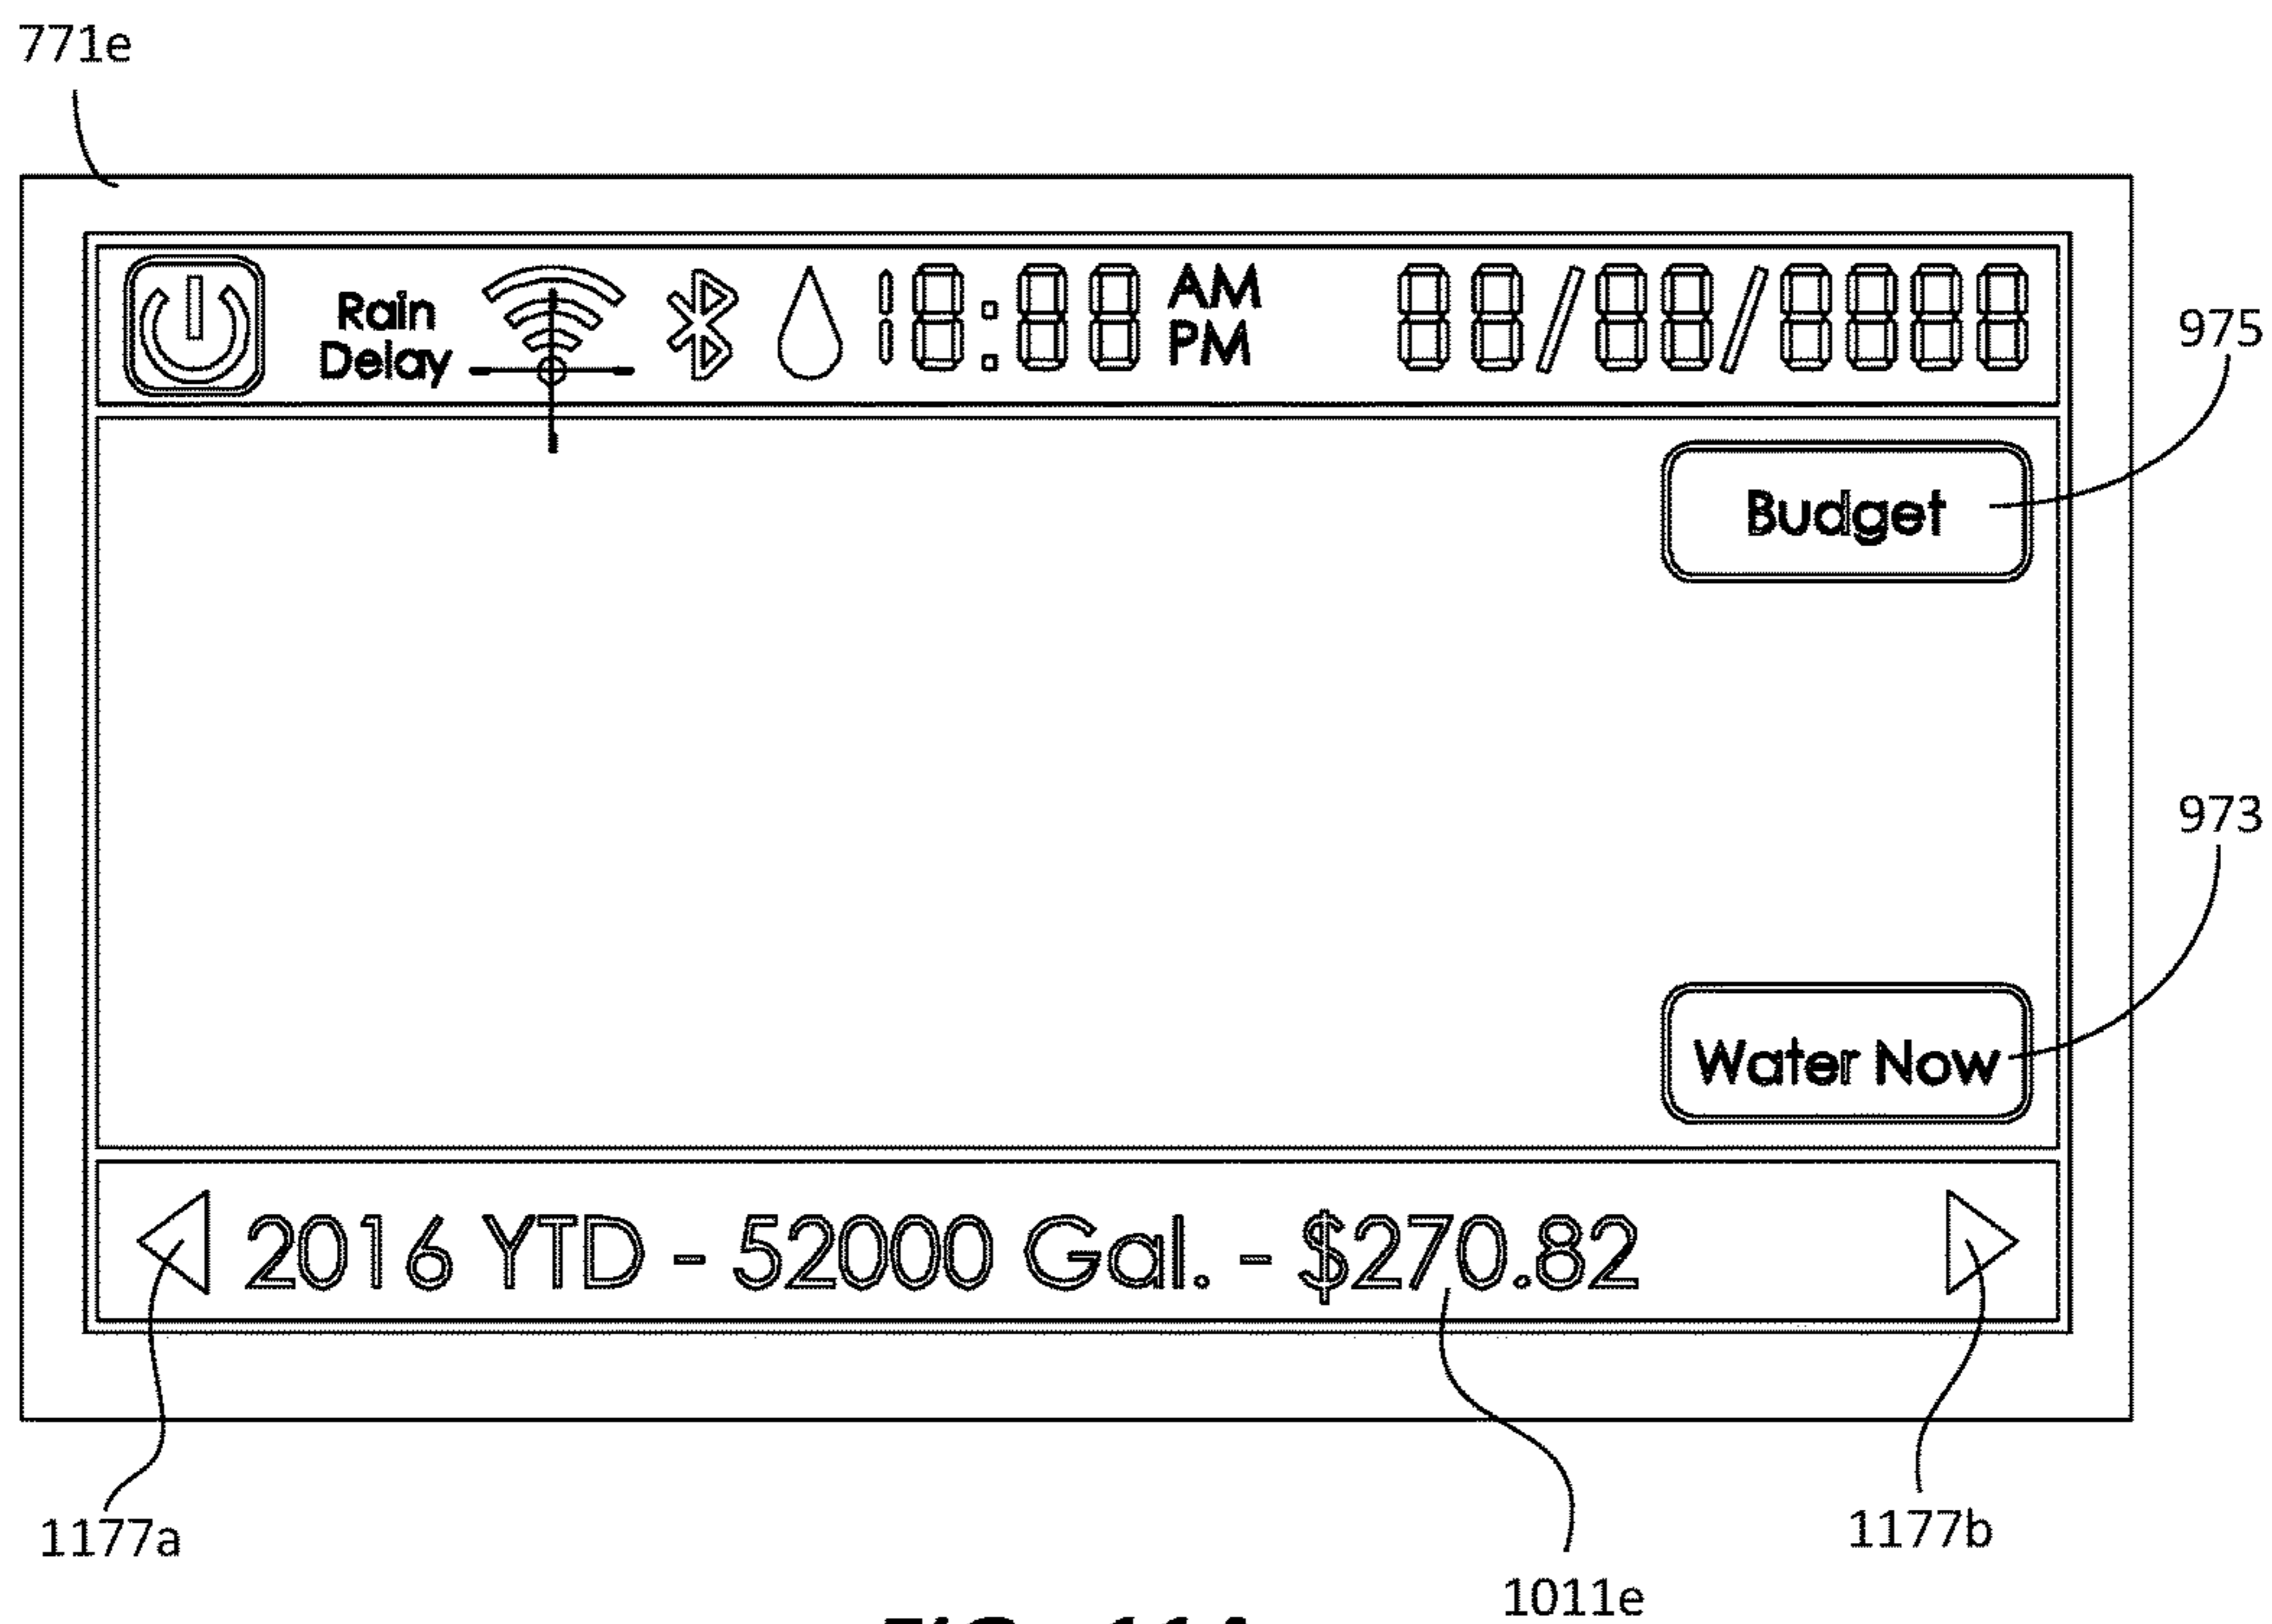 771e
Rain
Delay
18:88
AM
PM
88/88/8888
975
Budget
973
Water Now
2016 YTD - 52000 Gal. - $270.82
1177a
1177b
1011e